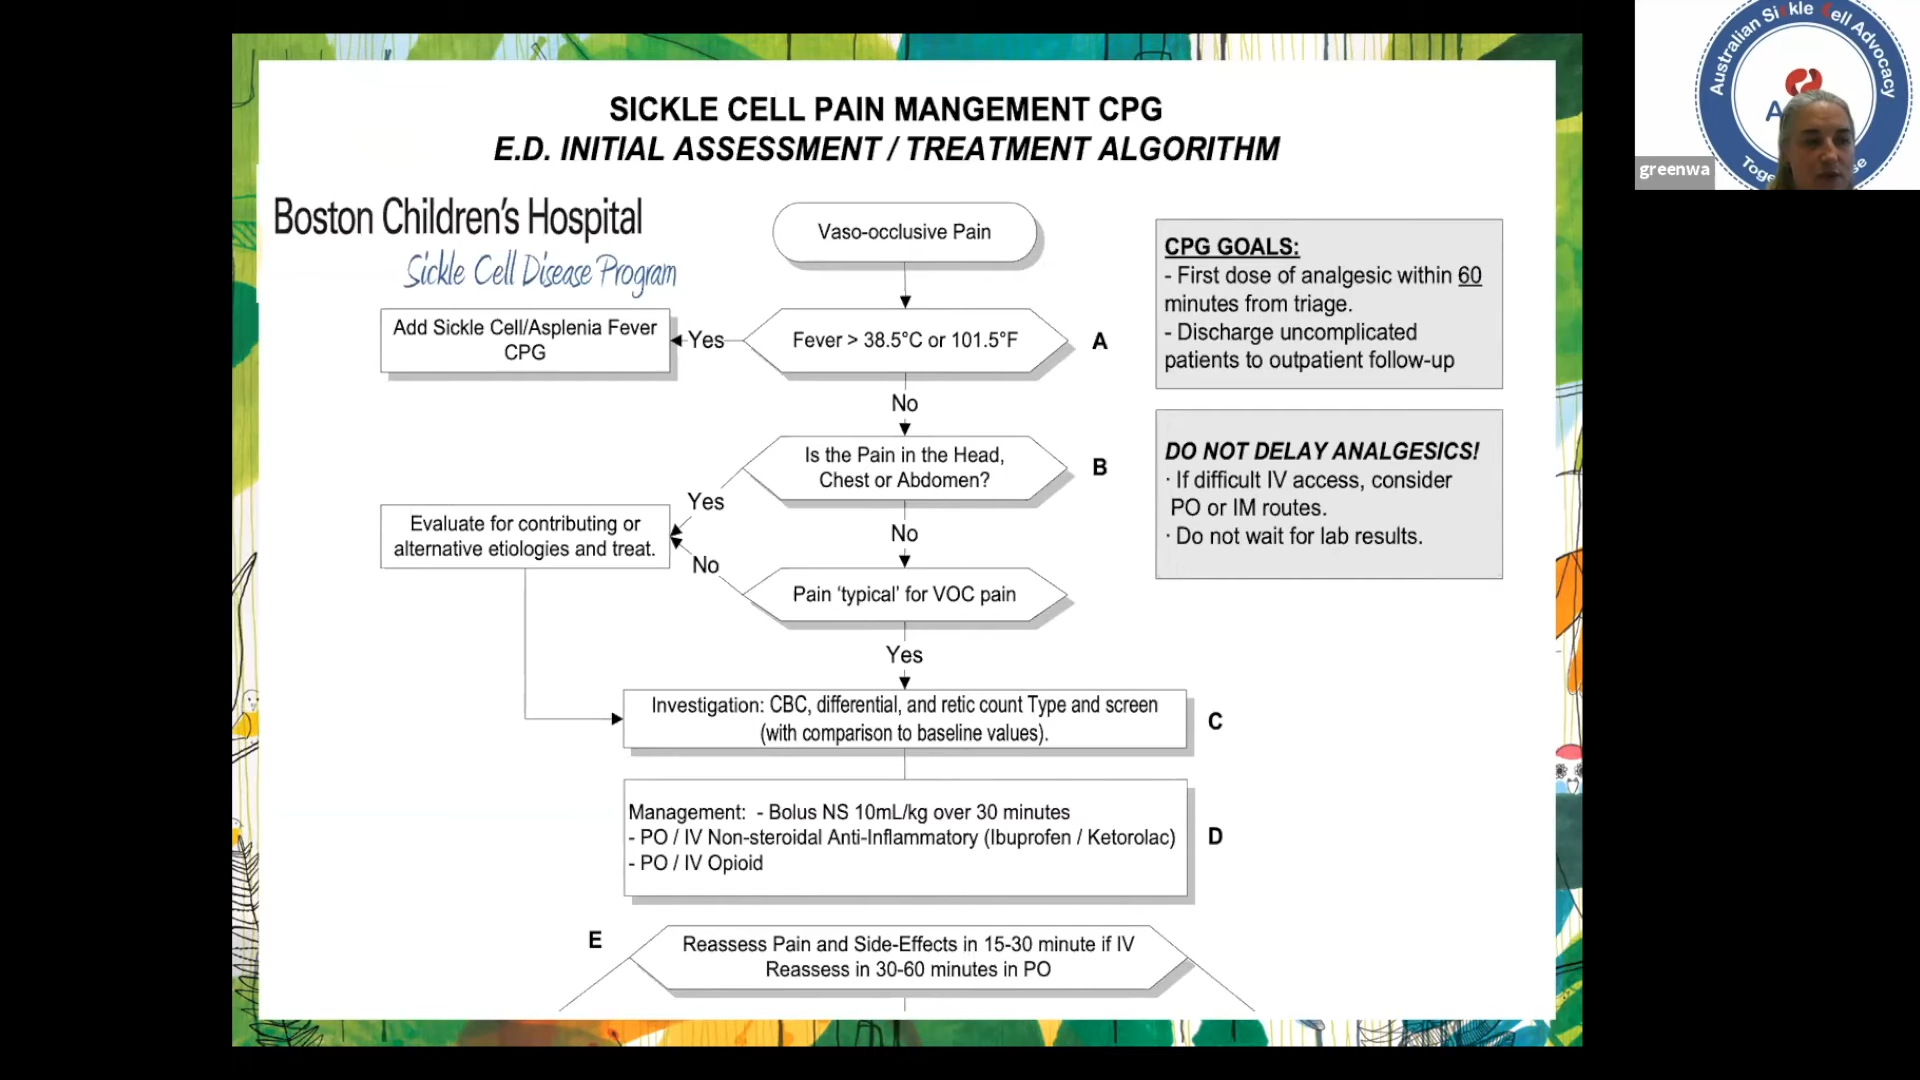 SICKLE CELL PAIN MANGEMENT CPG
E.D. INITIAL ASSESSMENT / TREATMENT ALGORITHM
Boston Children's Hospital
Sickle Cell Disease Program
Vaso-occlusive Pain
Add Sickle Cell/Asplenia Fever
CPG
Yes
Fever > 38.5°C or 101.5°F
A
No
Is the Pain in the Head,
Chest or Abdomen?
B
Yes
Evaluate for contributing or
alternative etiologies and treat.
No
No
Pain ‘typical’ for VOC pain
Yes
Investigation: CBC, differential, and retic count Type and screen
(with comparison to baseline values).
C
Management: - Bolus NS 10mL/kg over 30 minutes
- PO / IV Non-steroidal Anti-Inflammatory (Ibuprofen / Ketorolac)
- PO / IV Opioid
D
E
Reassess Pain and Side-Effects in 15-30 minute if IV
Reassess in 30-60 minutes in PO
CPG GOALS:
- First dose of analgesic within 60
minutes from triage.
- Discharge uncomplicated
patients to outpatient follow-up
DO NOT DELAY ANALGESICS!
· If difficult IV access, consider
PO or IM routes.
· Do not wait for lab results.
Australian Sickle Cell Advocacy
greenwa